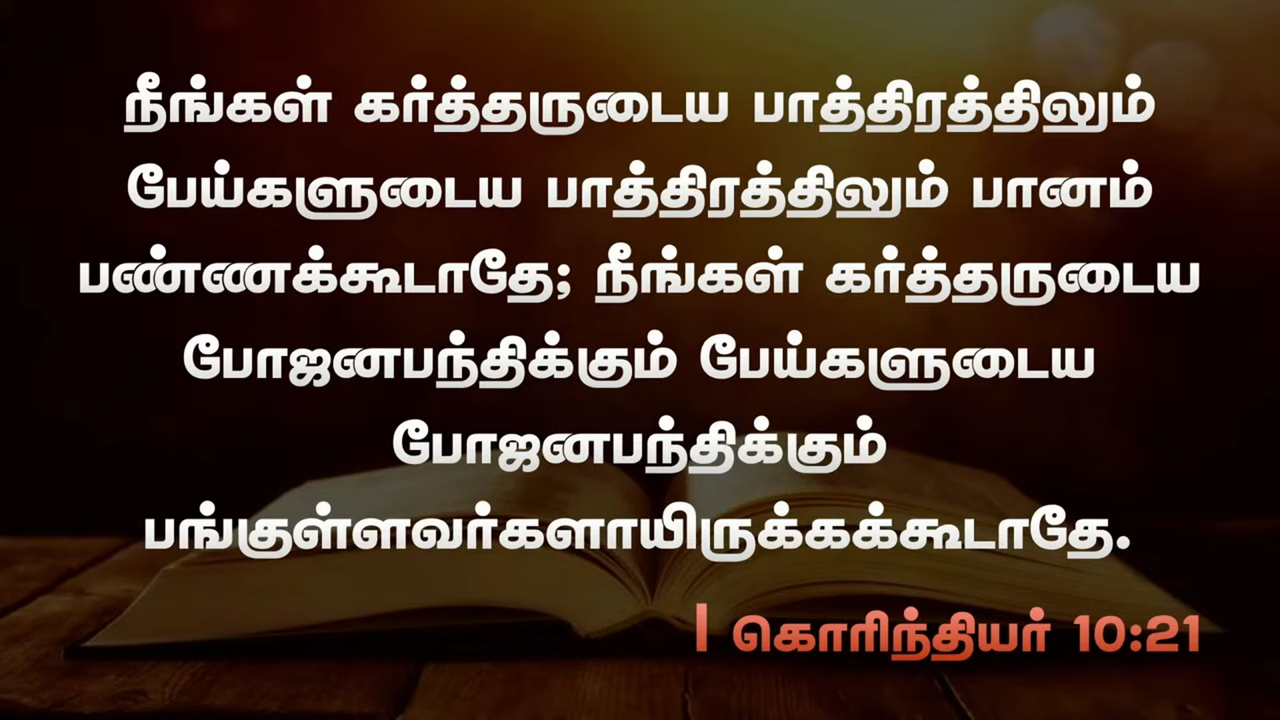 நீங்கள் கர்த்தருடைய பாத்திரத்திலும்
பேய்களுடைய பாத்திரத்திலும் பானம்
பண்ணக்கூடாதே; நீங்கள் கர்த்தருடைய
போஜனபந்திக்கும் பேய்களுடைய
போஜனபந்திக்கும்
பங்குள்ளவர்களாயிருக்கக்கூடாதே.
I கொரிந்தியர் 10:21